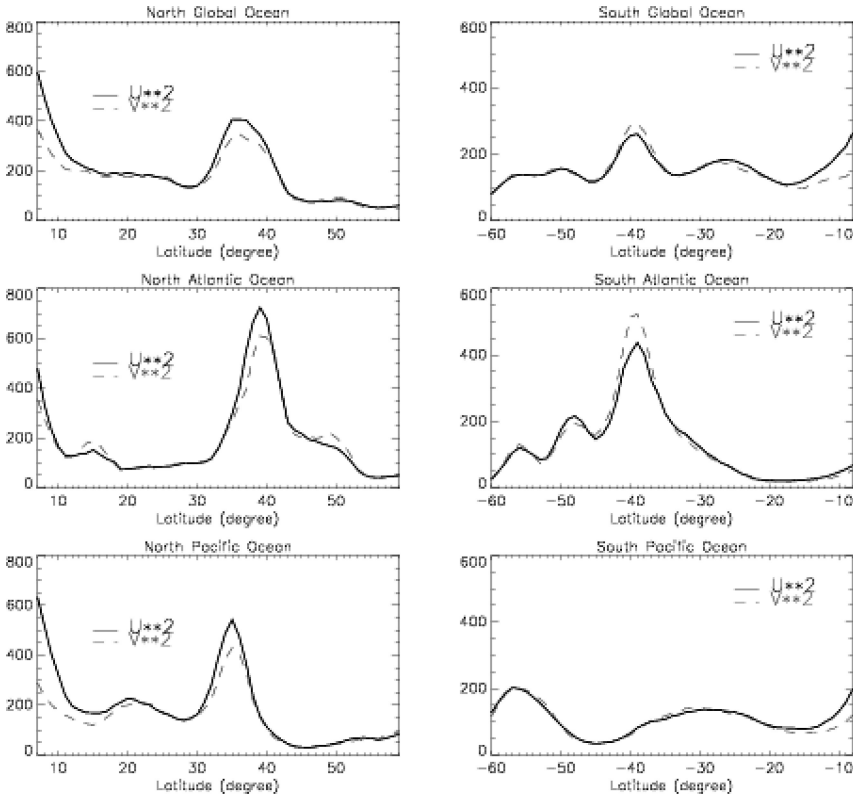 North Global Ocean
800
600
400
200
0
U**2
V**2
10 20 30 40 50
Latitude (degree)
South Global Ocean
600
400
200
0
U**2
V**2
-60 -50 -40 -30 -20 -10
Latitude (degree)
North Atlantic Ocean
800
600
400
200
0
U**2
V**2
10 20 30 40 50
Latitude (degree)
South Atlantic Ocean
600
400
200
0
U**2
V**2
-60 -50 -40 -30 -20 -10
Latitude (degree)
North Pacific Ocean
800
600
400
200
0
U**2
V**2
10 20 30 40 50
Latitude (degree)
South Pacific Ocean
600
400
200
0
U**2
V**2
-60 -50 -40 -30 -20 -10
Latitude (degree)